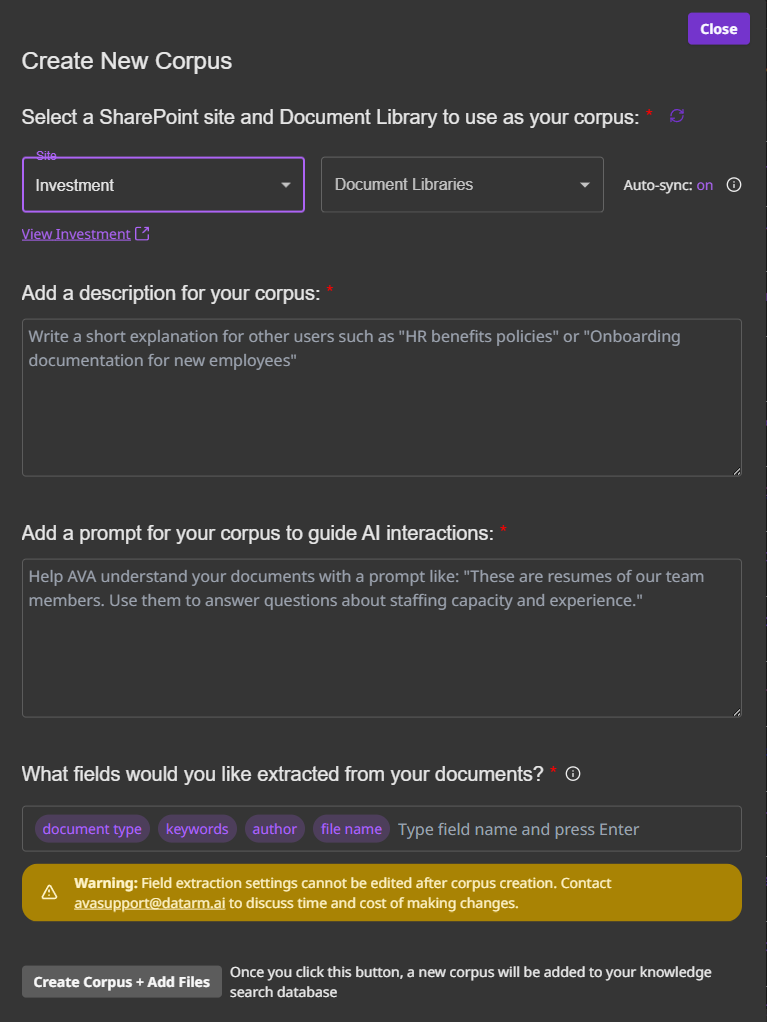 Close
Create New Corpus
Select a SharePoint site and Document Library to use as your corpus: *
Site
Investment
Document Libraries
Auto-sync: on
View Investment
Add a description for your corpus: *
Write a short explanation for other users such as "HR benefits policies" or "Onboarding
documentation for new employees"
Add a prompt for your corpus to guide AI interactions: *
Help AVA understand your documents with a prompt like: "These are resumes of our team
members. Use them to answer questions about staffing capacity and experience."
What fields would you like extracted from your documents? *
document type keywords author file name Type field name and press Enter
Warning: Field extraction settings cannot be edited after corpus creation. Contact
avasupport@datarm.ai to discuss time and cost of making changes.
Create Corpus + Add Files
Once you click this button, a new corpus will be added to your knowledge
search database